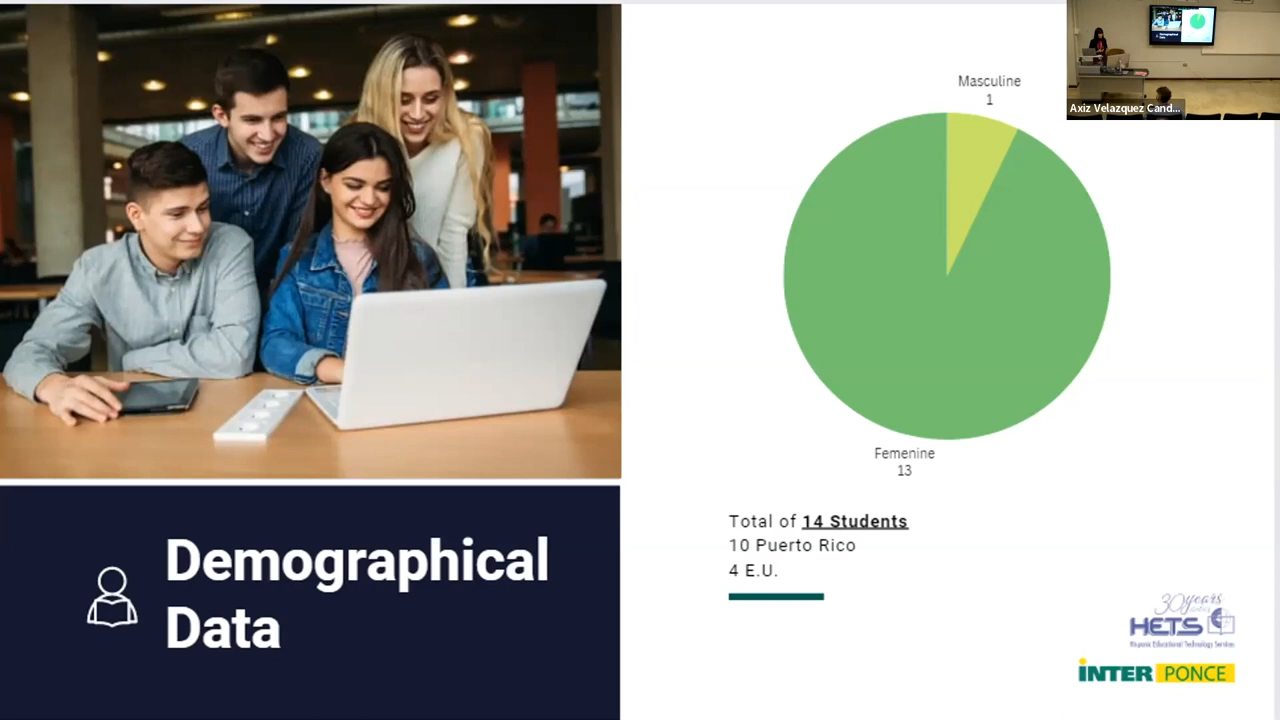 Demographical
Data
Masculine
1
Femenine
13
Total of 14 Students
10 Puerto Rico
4 E.U.
30 years
HETS
Hispanic Educational Technology Services
INTER PONCE
Axiz Velazquez Cand...